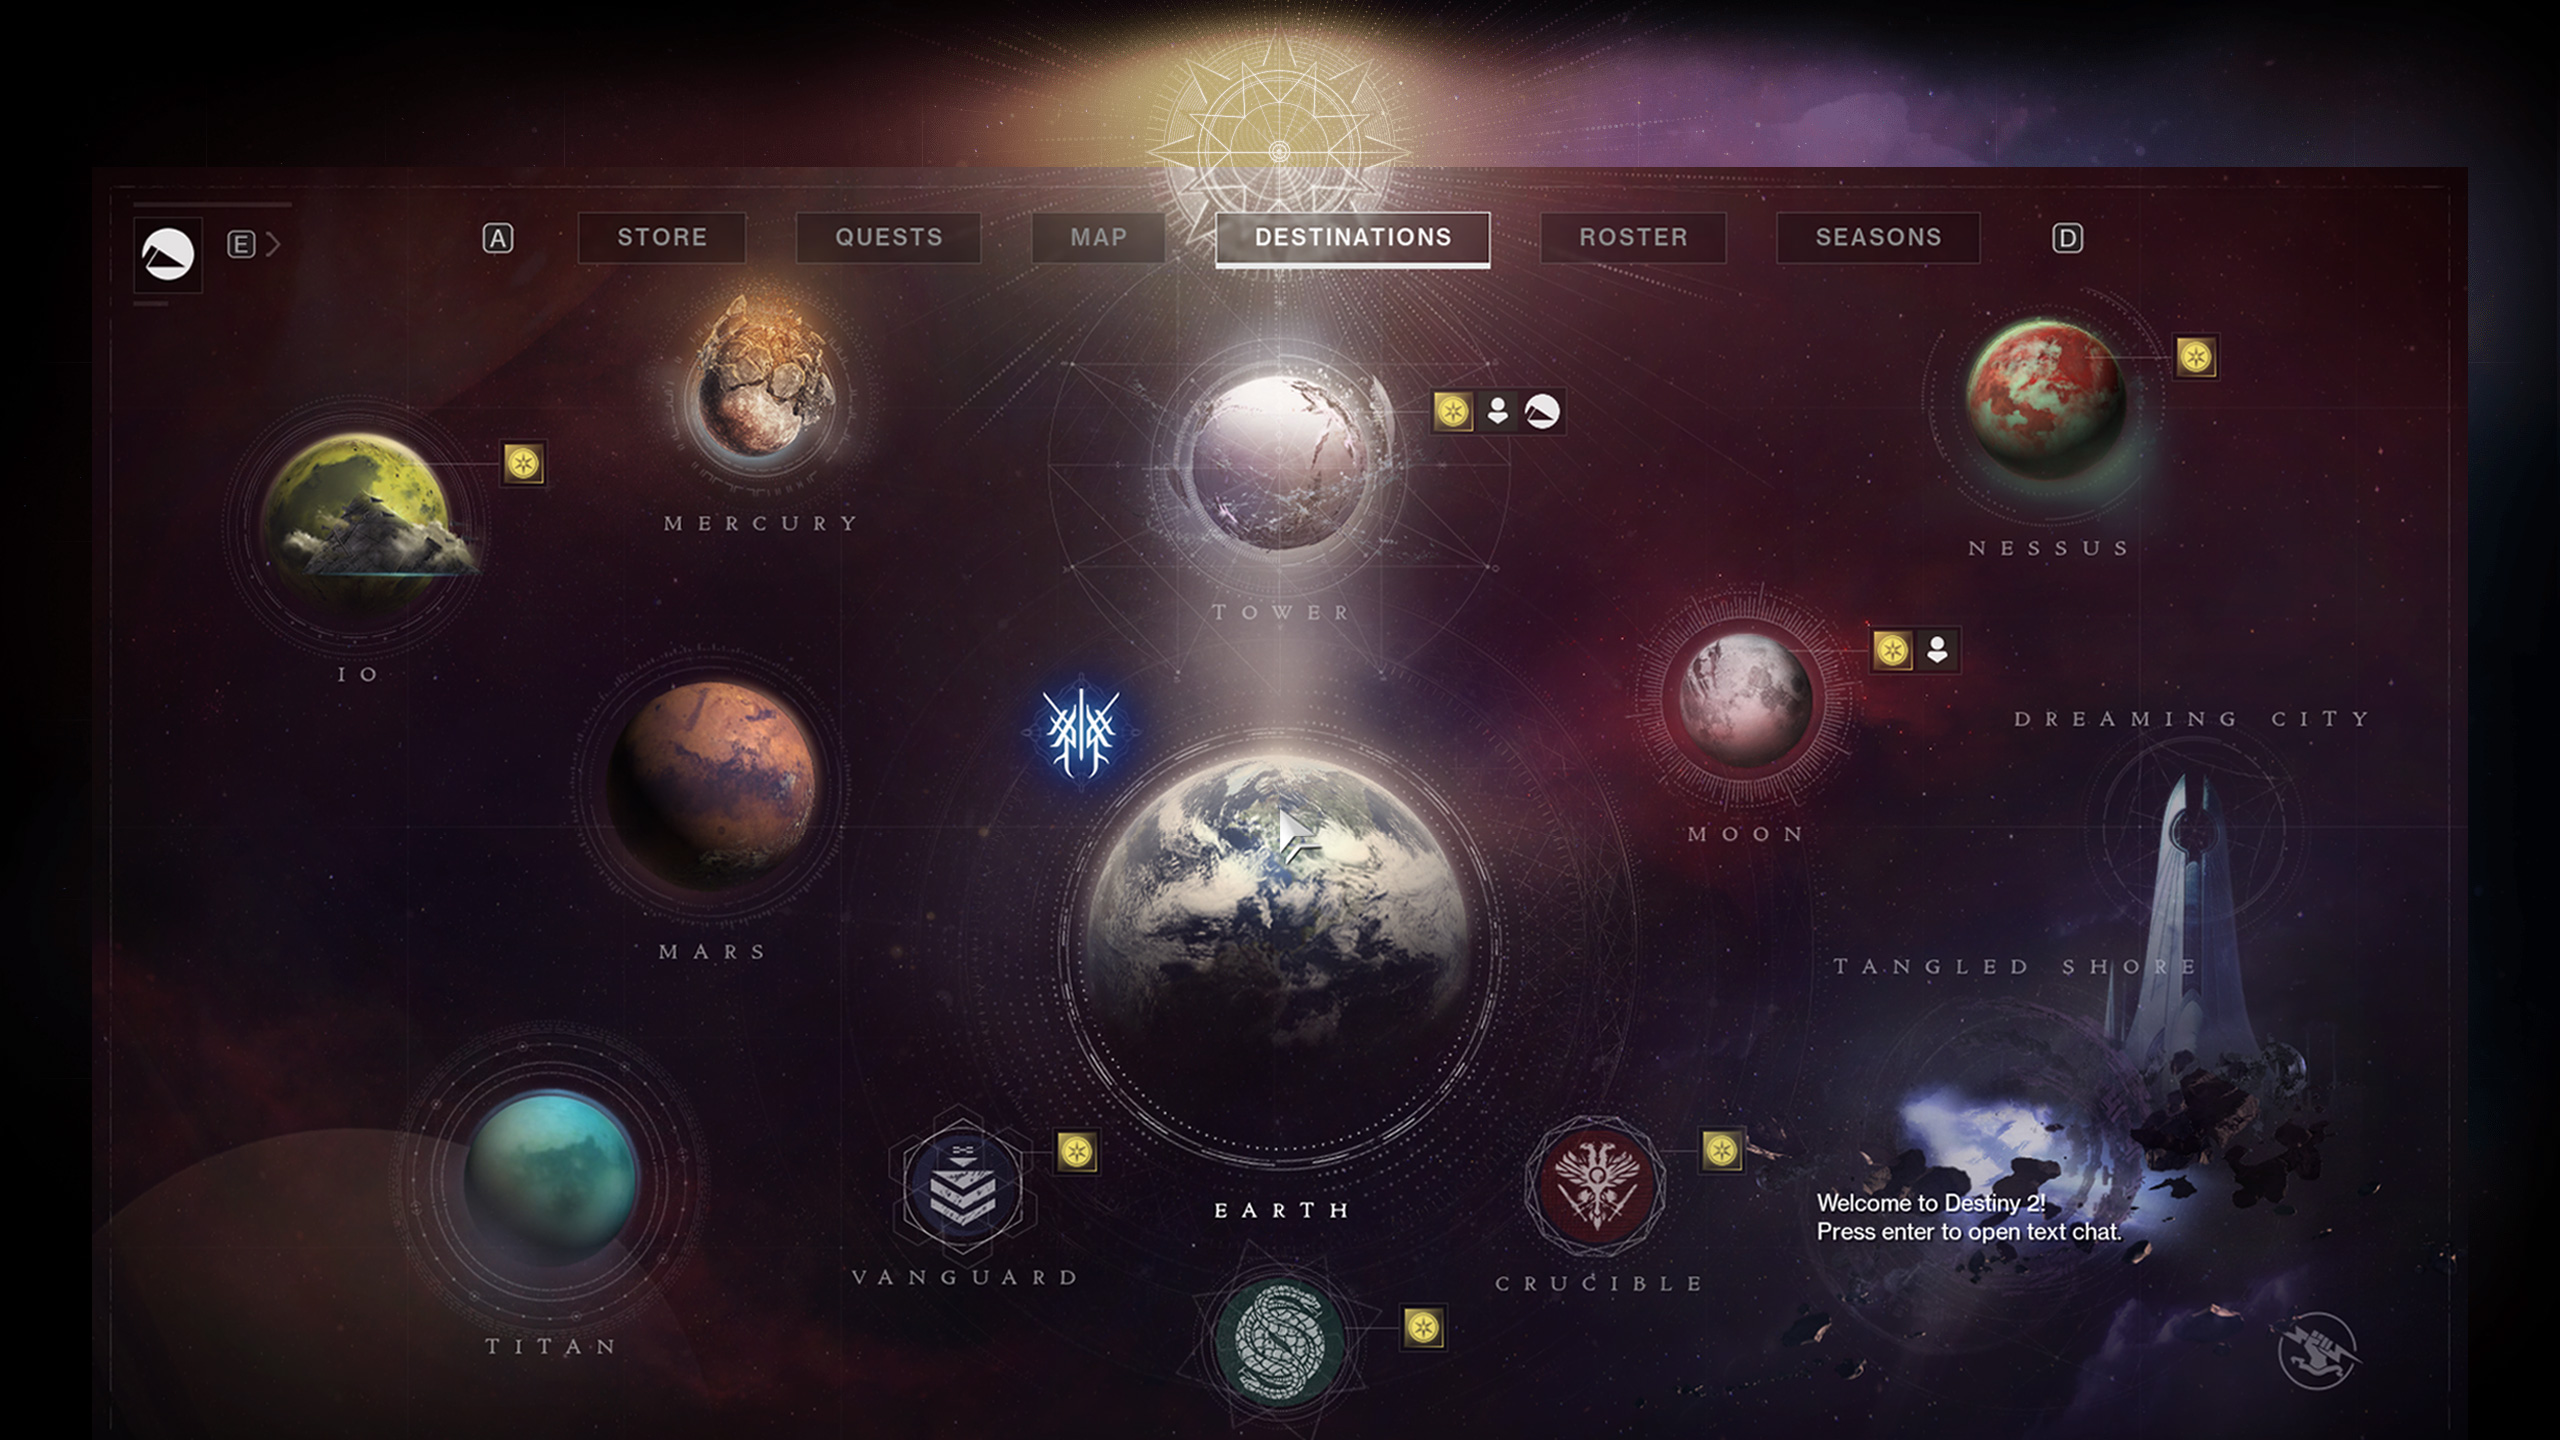 E
A
STORE
QUESTS
MAP
DESTINATIONS
ROSTER
SEASONS
D
MERCURY
NESSUS
TOWER
IO
DREAMING CITY
MOON
MARS
TANGLED SHORE
EARTH
Welcome to Destiny 2!
Press enter to open text chat.
VANGUARD
CRUCIBLE
TITAN